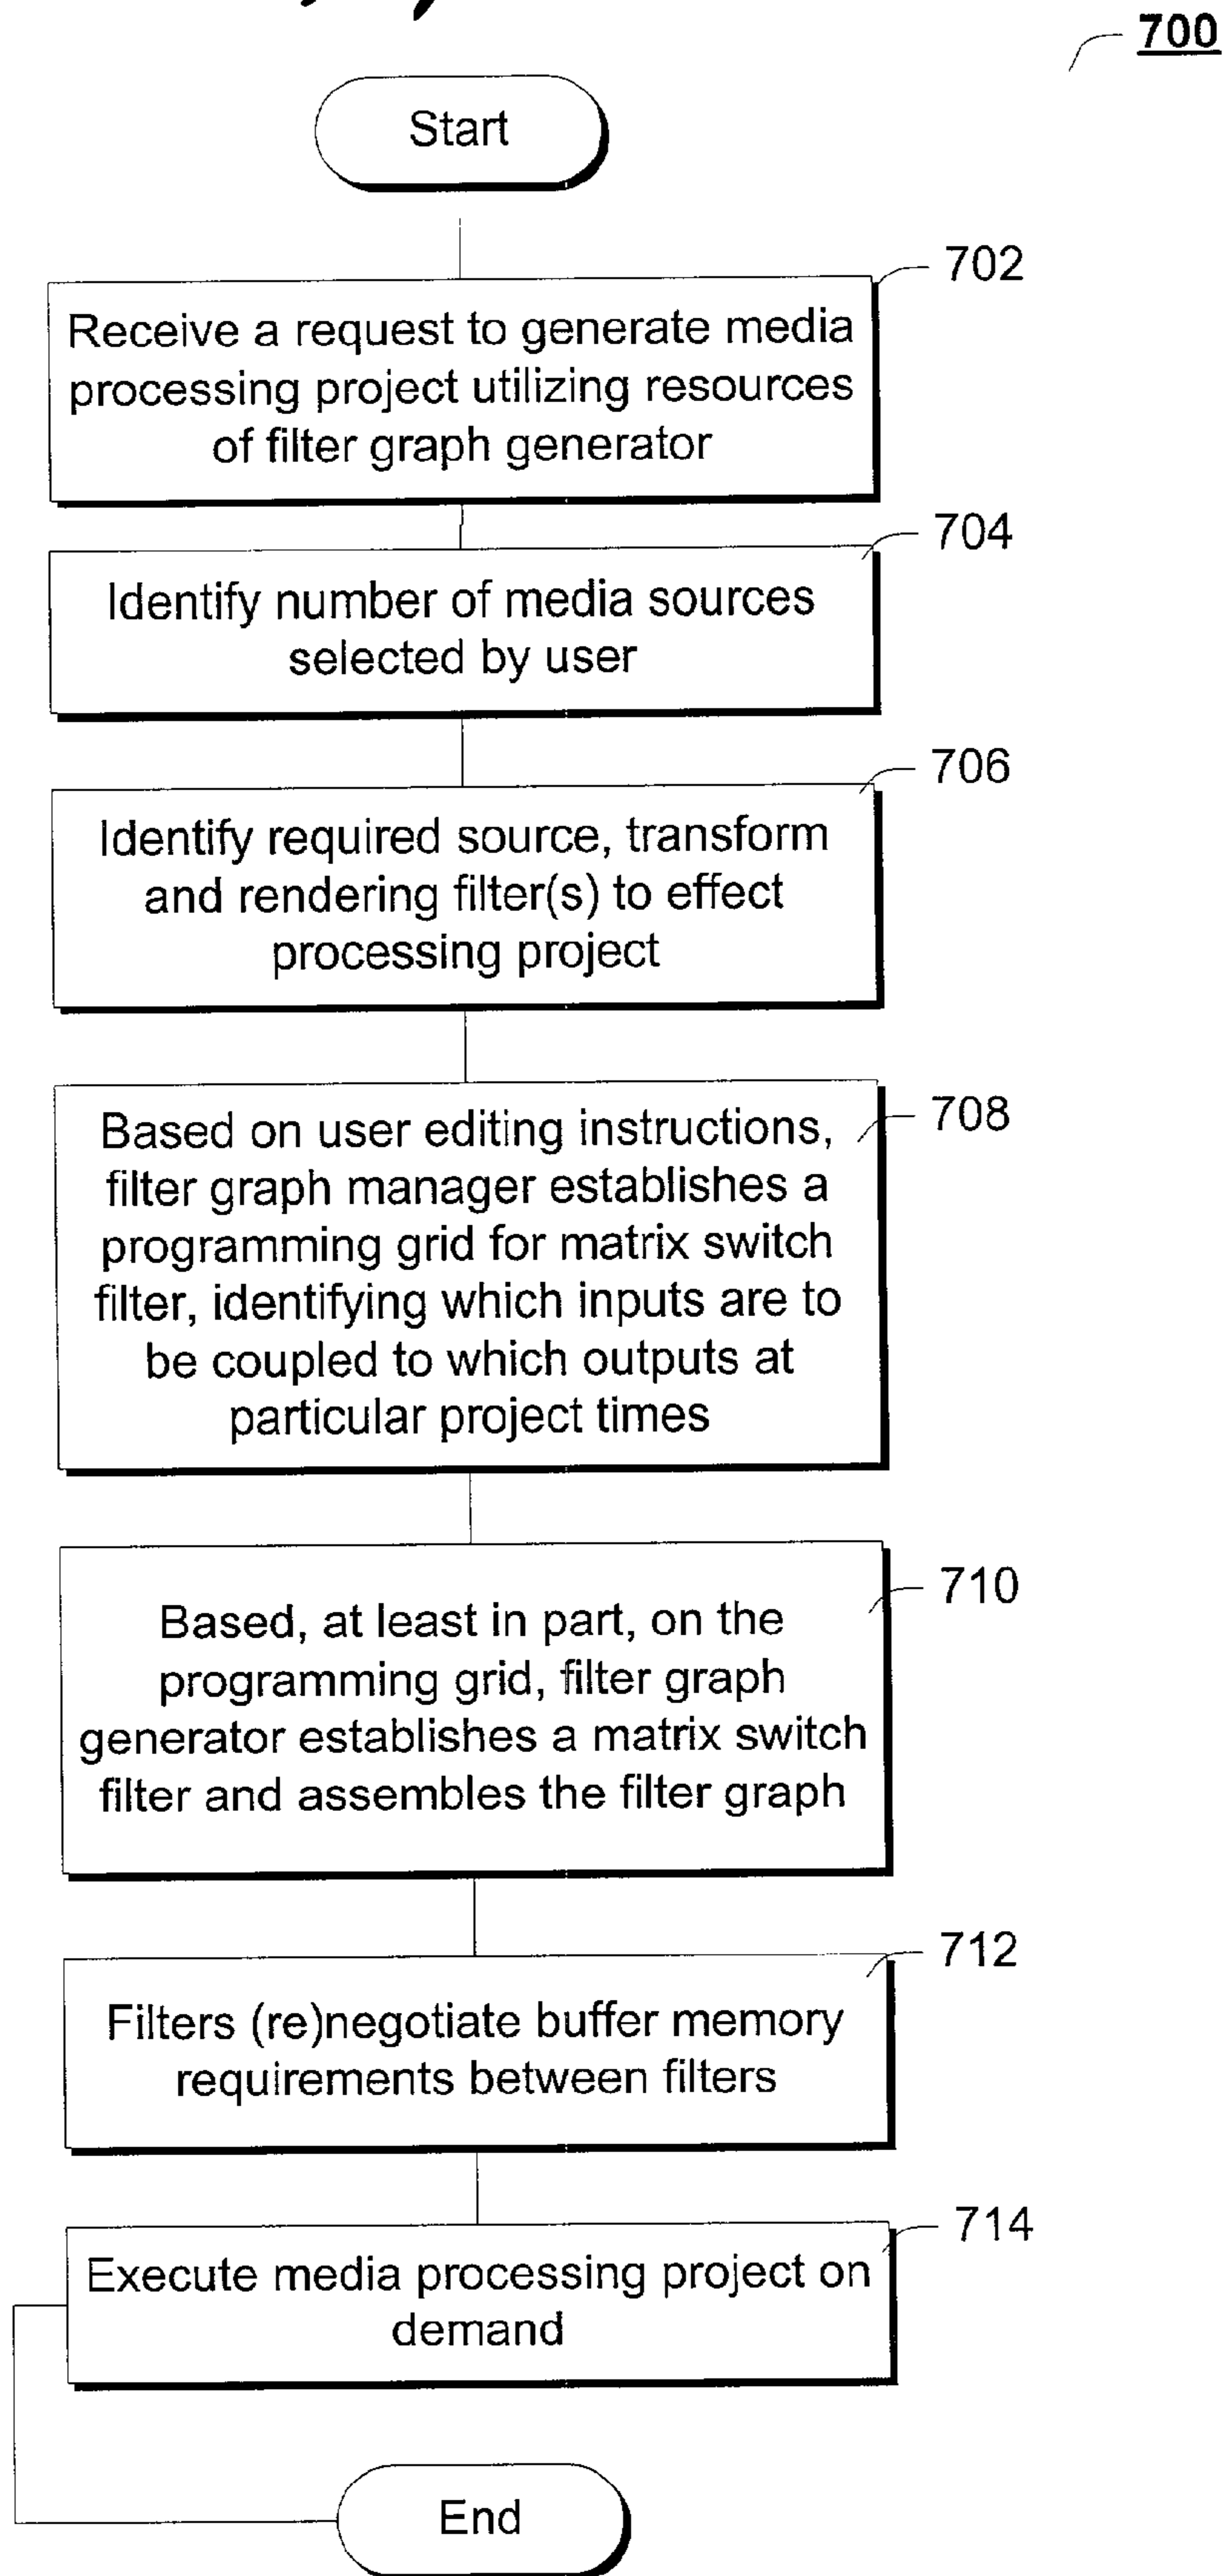 700
Start
702
Receive a request to generate media
processing project utilizing resources
of filter graph generator
704
Identify number of media sources
selected by user
706
Identify required source, transform
and rendering filter(s) to effect
processing project
708
Based on user editing instructions,
filter graph manager establishes a
programming grid for matrix switch
filter, identifying which inputs are to
be coupled to which outputs at
particular project times
710
Based, at least in part, on the
programming grid, filter graph
generator establishes a matrix switch
filter and assembles the filter graph
712
Filters (re)negotiate buffer memory
requirements between filters
714
Execute media processing project on
demand
End